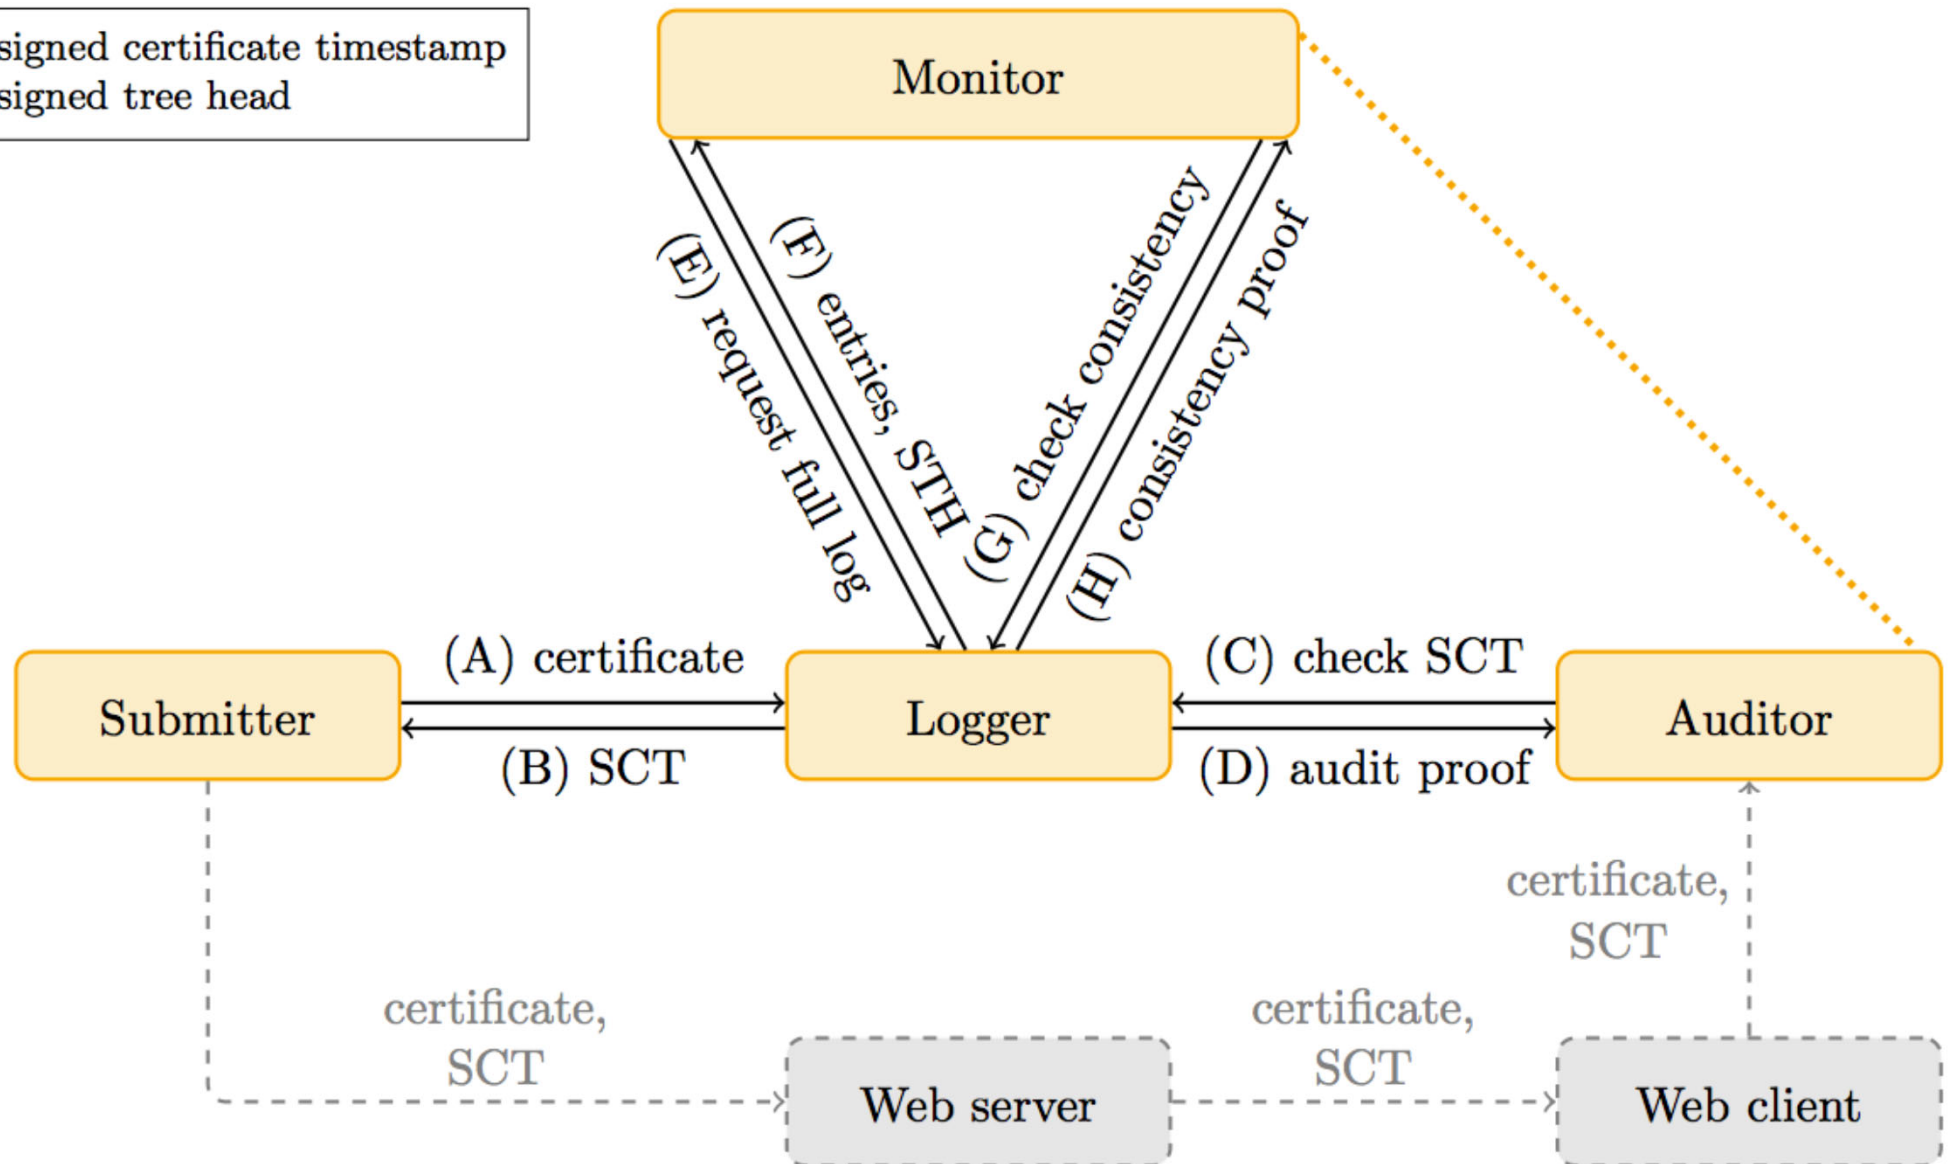 signed certificate timestamp
signed tree head
Monitor
(E) request full log
(F) entries, STH
(G) check consistency
(H) consistency proof
Submitter
(A) certificate
(B) SCT
Logger
(C) check SCT
(D) audit proof
Auditor
certificate,
SCT
Web server
certificate,
SCT
Web client
certificate,
SCT